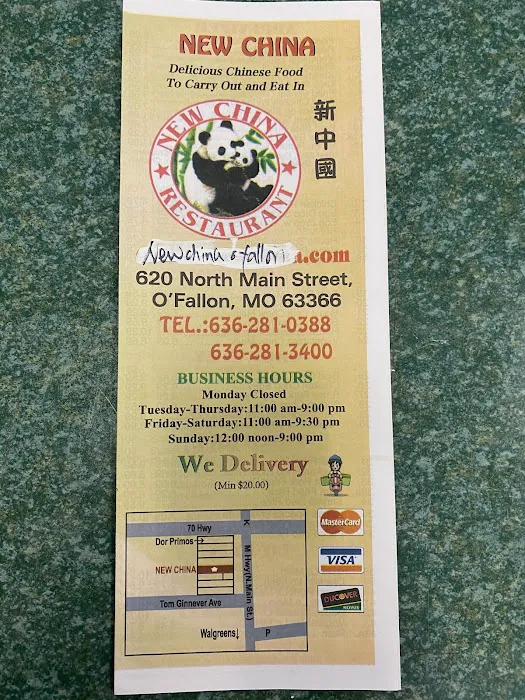 NEW CHINA
Delicious Chinese Food
To Carry Out and Eat In
NEW CHINA
RESTAURANT
新中國
Newchina o fallon a.com
620 North Main Street,
O'Fallon, MO 63366
TEL.:636-281-0388
636-281-3400
BUSINESS HOURS
Monday Closed
Tuesday-Thursday:11:00 am-9:00 pm
Friday-Saturday:11:00 am-9:30 pm
Sunday:12:00 noon-9:00 pm
We Delivery
(Min $20.00)
70 Hwy
K
Dor Primos
NEW CHINA
M Hwy(N.Main St.)
Tom Ginnever Ave
Walgreens
P
MasterCard
VISA
DISCOVER
NOVUS